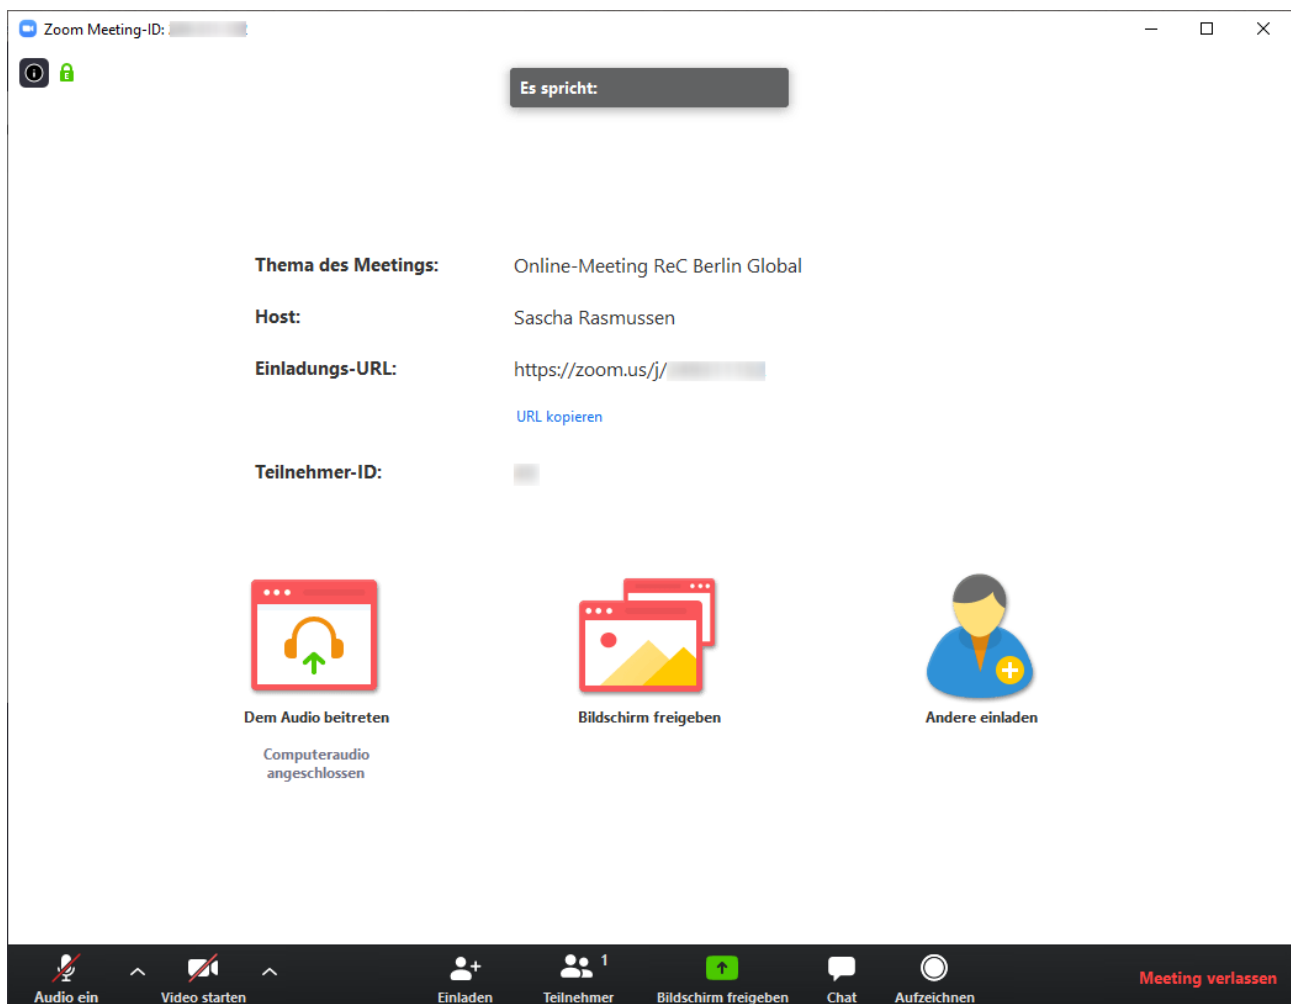 Zoom Meeting-ID:
Es spricht:
Thema des Meetings: Online-Meeting ReC Berlin Global
Host: Sascha Rasmussen
Einladungs-URL: https://zoom.us/j/
URL kopieren
Teilnehmer-ID:
Dem Audio beitreten
Bildschirm freigeben
Andere einladen
Computeraudio
angeschlossen
Audio ein
Video starten
Einladen
Teilnehmer 1
Bildschirm freigeben
Chat
Aufzeichnen
Meeting verlassen